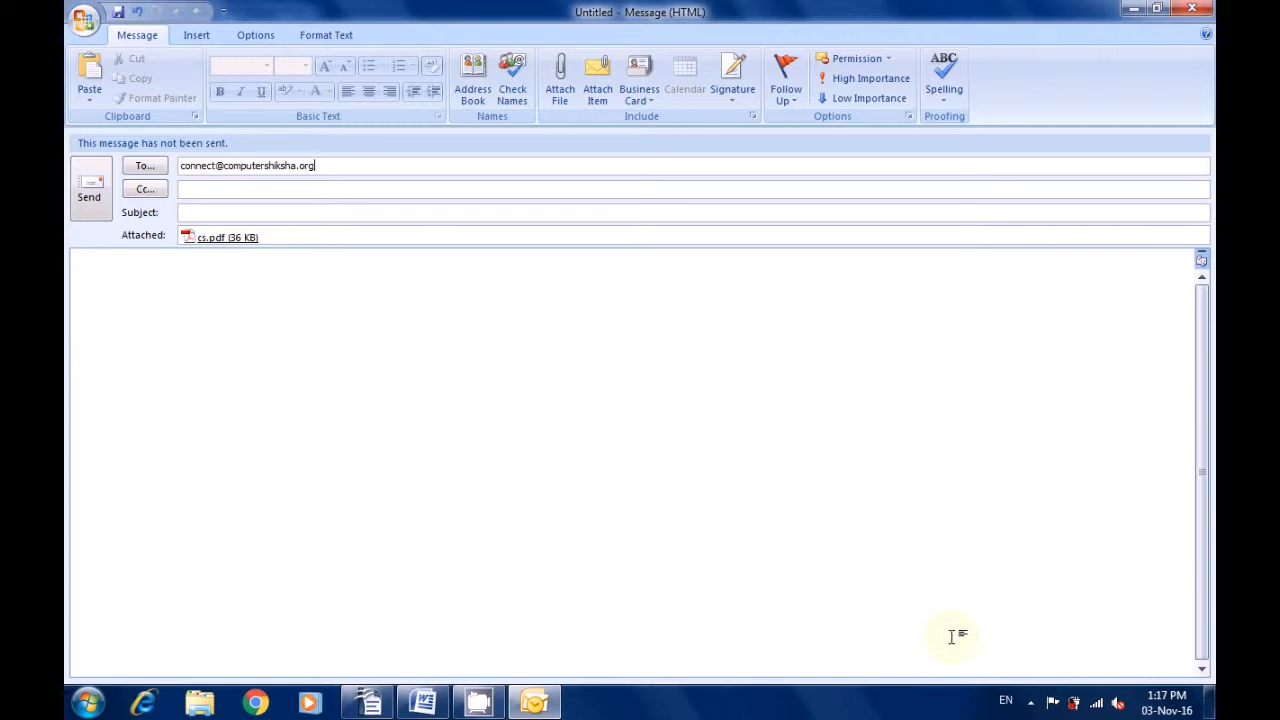 Untitled - Message (HTML)
Message Insert Options Format Text
Paste
Cut
Copy
Format Painter
Clipboard
B I U
Basic Text
Address Book
Check Names
Names
Attach File
Attach Item
Business Card
Calendar
Signature
Include
Follow Up
Permission
High Importance
Low Importance
Options
ABC
Spelling
Proofing
This message has not been sent.
Send
To... connect@computershiksha.org
Cc...
Subject:
Attached: cs.pdf (36 KB)
EN
1:17 PM
03-Nov-16